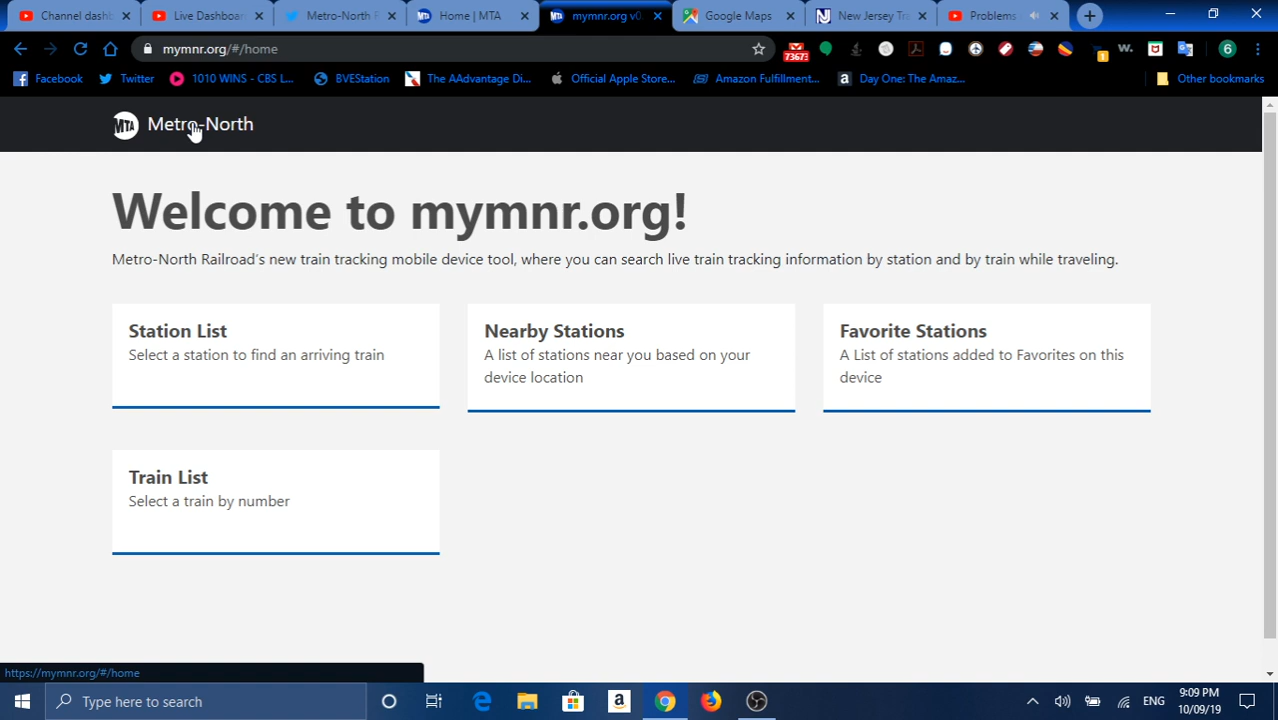 Channel dashb
Live Dashboar
Metro-North R
Home | MTA
mymnr.org v0
Google Maps
New Jersey Tra
Problems
mymnr.org/#/home
73673
1
W.
6
Facebook
Twitter
1010 WINS - CBS L...
BVEStation
The AAdvantage Di...
Official Apple Store...
Amazon Fulfillment...
Day One: The Amaz...
Other bookmarks
MTA Metro-North
Welcome to mymnr.org!
Metro-North Railroad's new train tracking mobile device tool, where you can search live train tracking information by station and by train while traveling.
Station List
Select a station to find an arriving train
Nearby Stations
A list of stations near you based on your
device location
Favorite Stations
A List of stations added to Favorites on this
device
Train List
Select a train by number
https://mymnr.org/#/home
Type here to search
a
ENG
9:09 PM
10/09/19